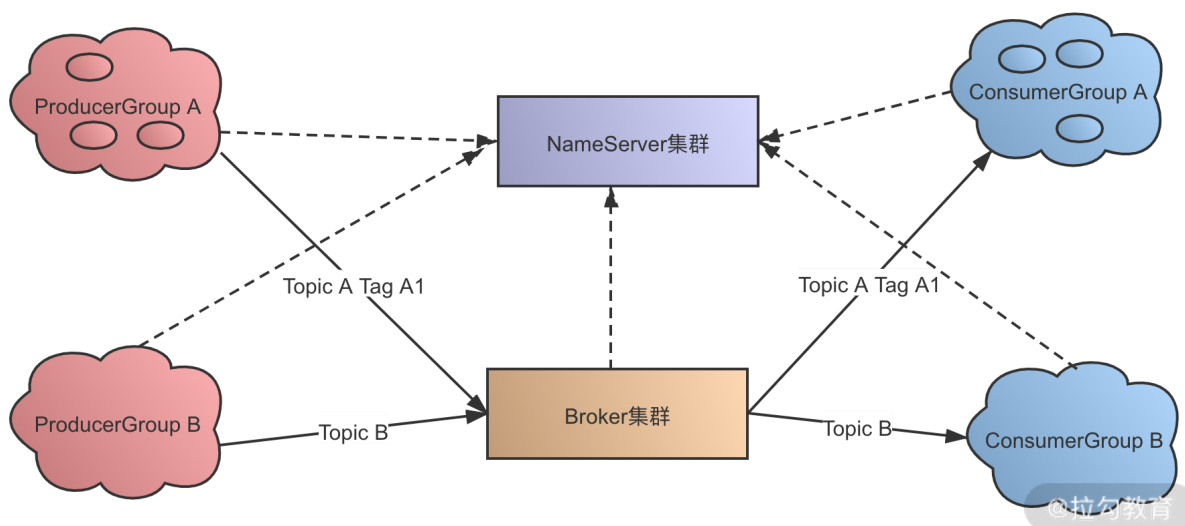 ProducerGroup A
NameServer集群
ConsumerGroup A
Topic A Tag A1
Topic A Tag A1
ProducerGroup B
Topic B
Broker集群
Topic B
ConsumerGroup B
@拉勾教育